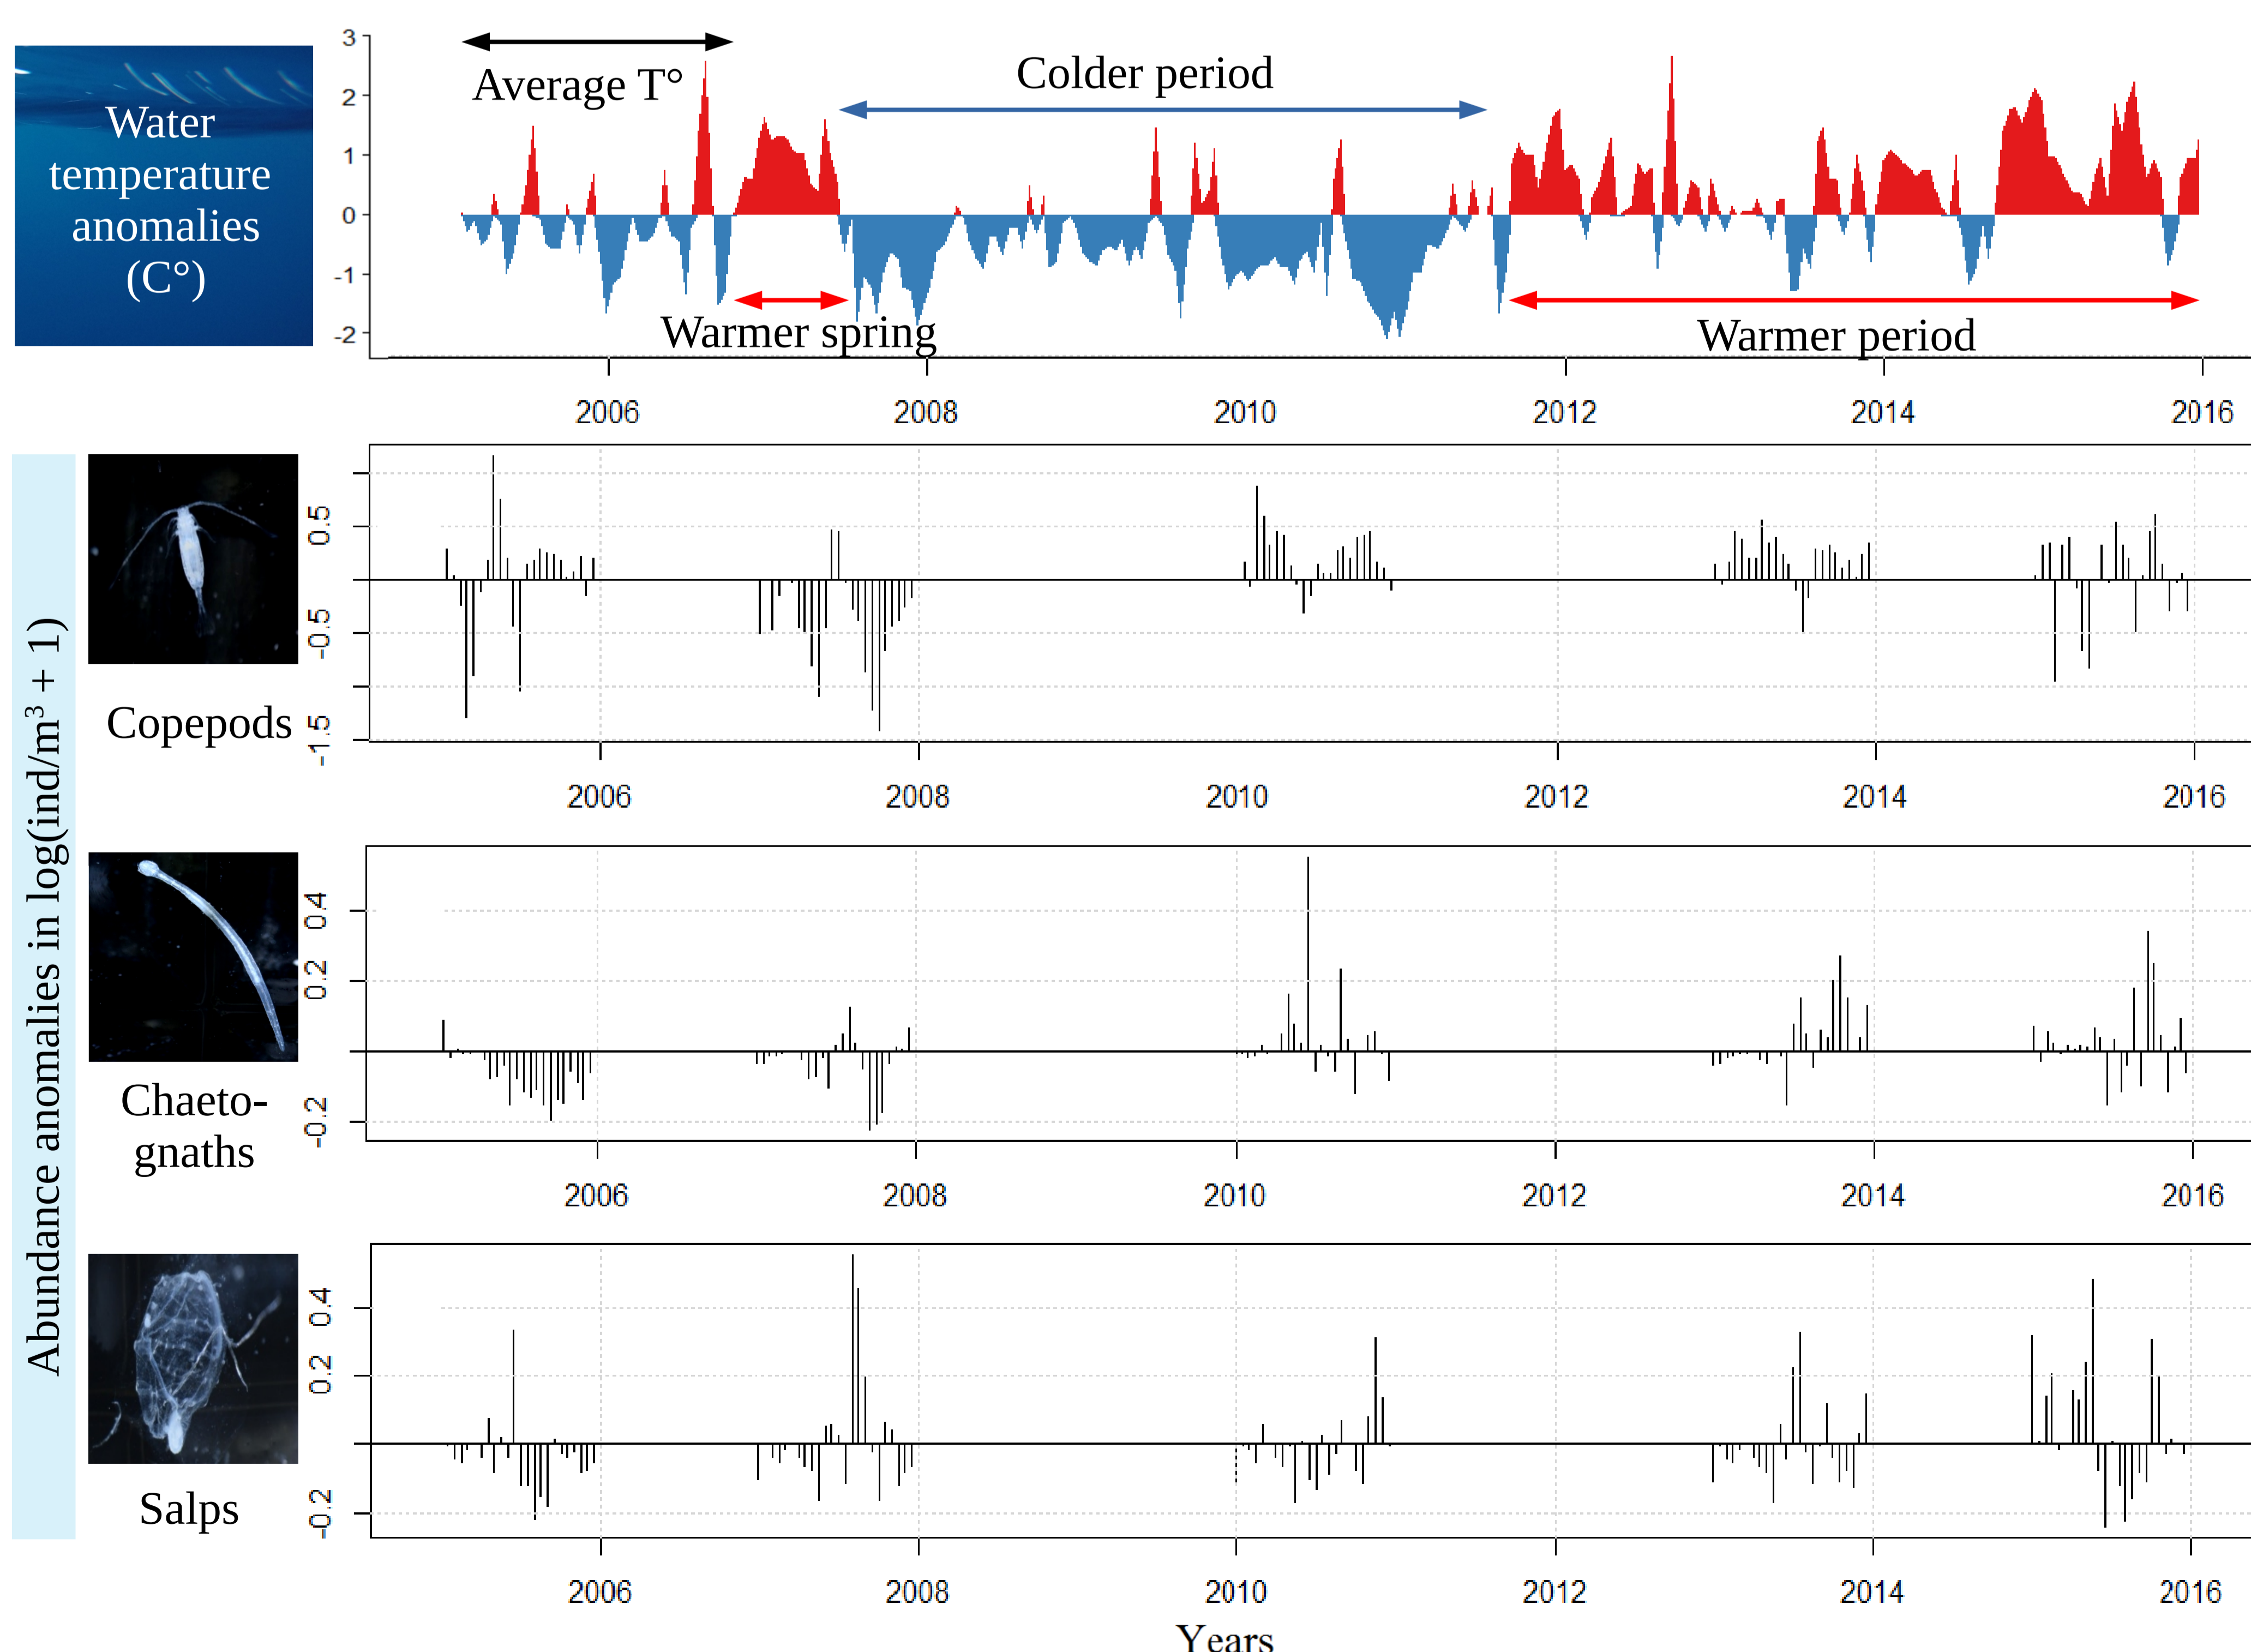 Water
temperature
anomalies
(C°)
3
2
1
0
-1
-2
Average T°
Colder period
Warmer spring
Warmer period
2006 2008 2010 2012 2014 2016
Abundance anomalies in log(ind/m³ + 1)
Copepods
0.5
-0.5
-1.5
2006 2008 2010 2012 2014 2016
Chaeto-
gnaths
0.4
0.2
-0.2
2006 2008 2010 2012 2014 2016
Salps
0.4
0.2
-0.2
2006 2008 2010 2012 2014 2016
Years